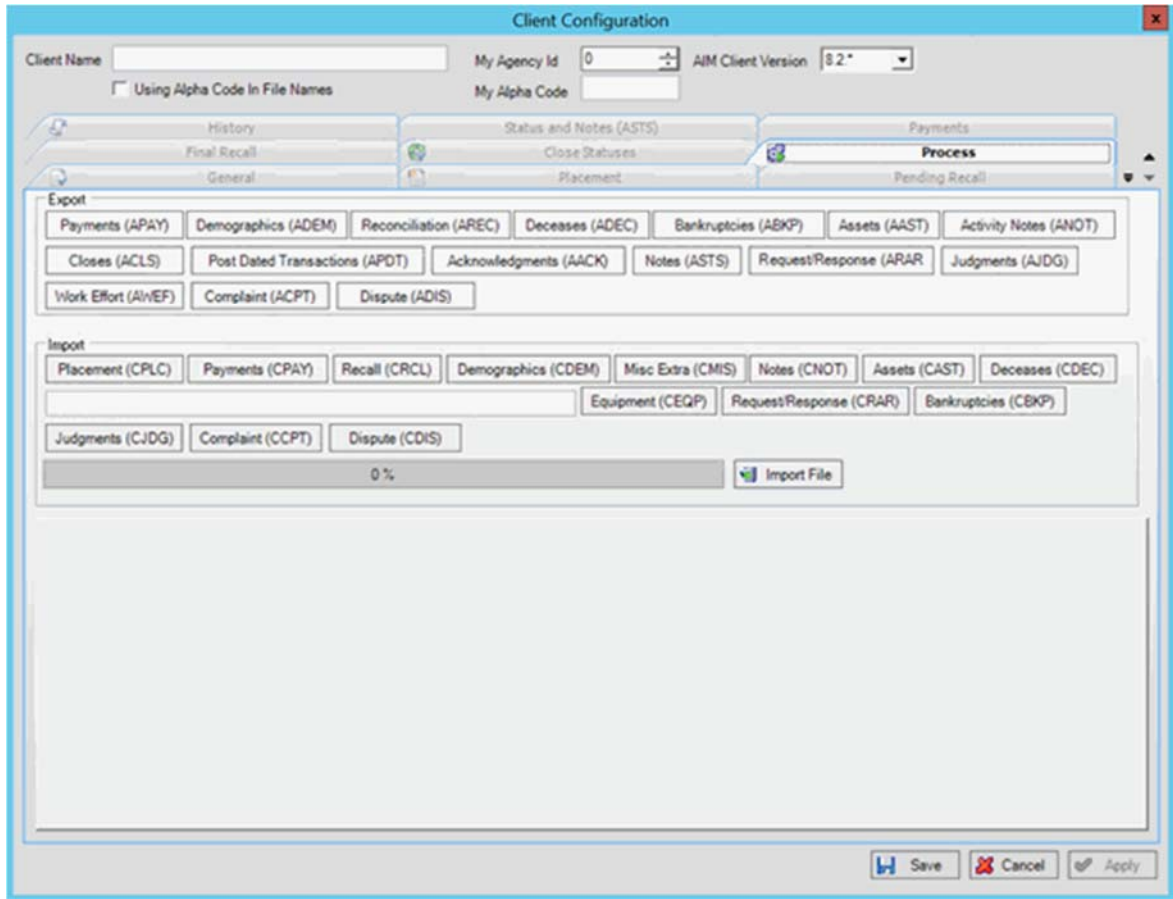 Client Configuration
x
Client Name My Agency Id 0 AIM Client Version 8.2.*
Using Alpha Code In File Names My Alpha Code
History Status and Notes (ASTS) Payments
Final Recall Close Statuses Process
General Placement Pending Recall
Export
Payments (APAY) Demographics (ADEM) Reconciliation (AREC) Deceases (ADEC) Bankruptcies (ABKP) Assets (AAST) Activity Notes (ANOT)
Closes (ACLS) Post Dated Transactions (APDT) Acknowledgments (AACK) Notes (ASTS) Request/Response (ARAR Judgments (AJDG)
Work Effort (AWEF) Complaint (ACPT) Dispute (ADIS)
Import
Placement (CPLC) Payments (CPAY) Recall (CRCL) Demographics (CDEM) Misc Extra (CMIS) Notes (CNOT) Assets (CAST) Deceases (CDEC)
Equipment (CEQP) Request/Response (CRAR) Bankruptcies (CBKP)
Judgments (CJDG) Complaint (CCPT) Dispute (CDIS)
0 % Import File
Save Cancel Apply